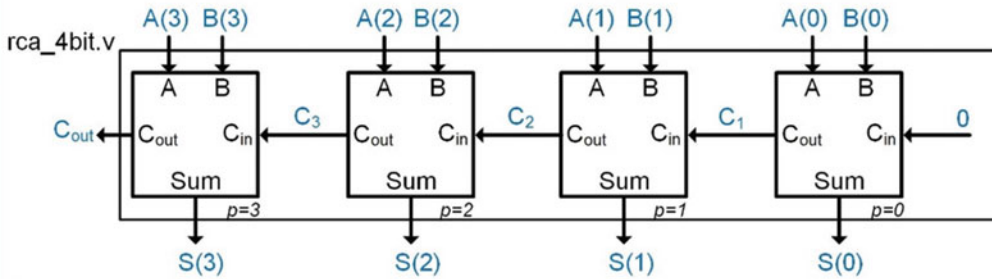 A(3) B(3) A(2) B(2) A(1) B(1) A(0) B(0)
rca_4bit.v
A B A B A B A B
Cout Cout Cin C3 Cout Cin C2 Cout Cin C1 Cout Cin 0
Sum Sum Sum Sum
p=3 p=2 p=1 p=0
S(3) S(2) S(1) S(0)